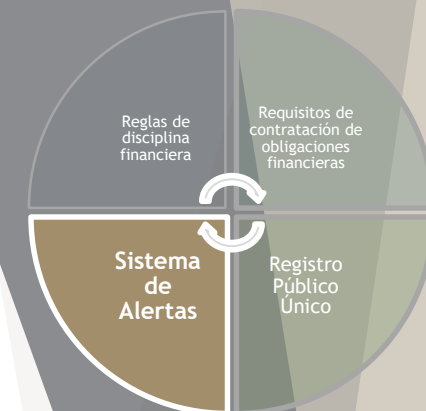 Reglas de
disciplina
financiera
Requisitos de
contratación de
obligaciones
financieras
Sistema
de
Alertas
Registro
Público
Único